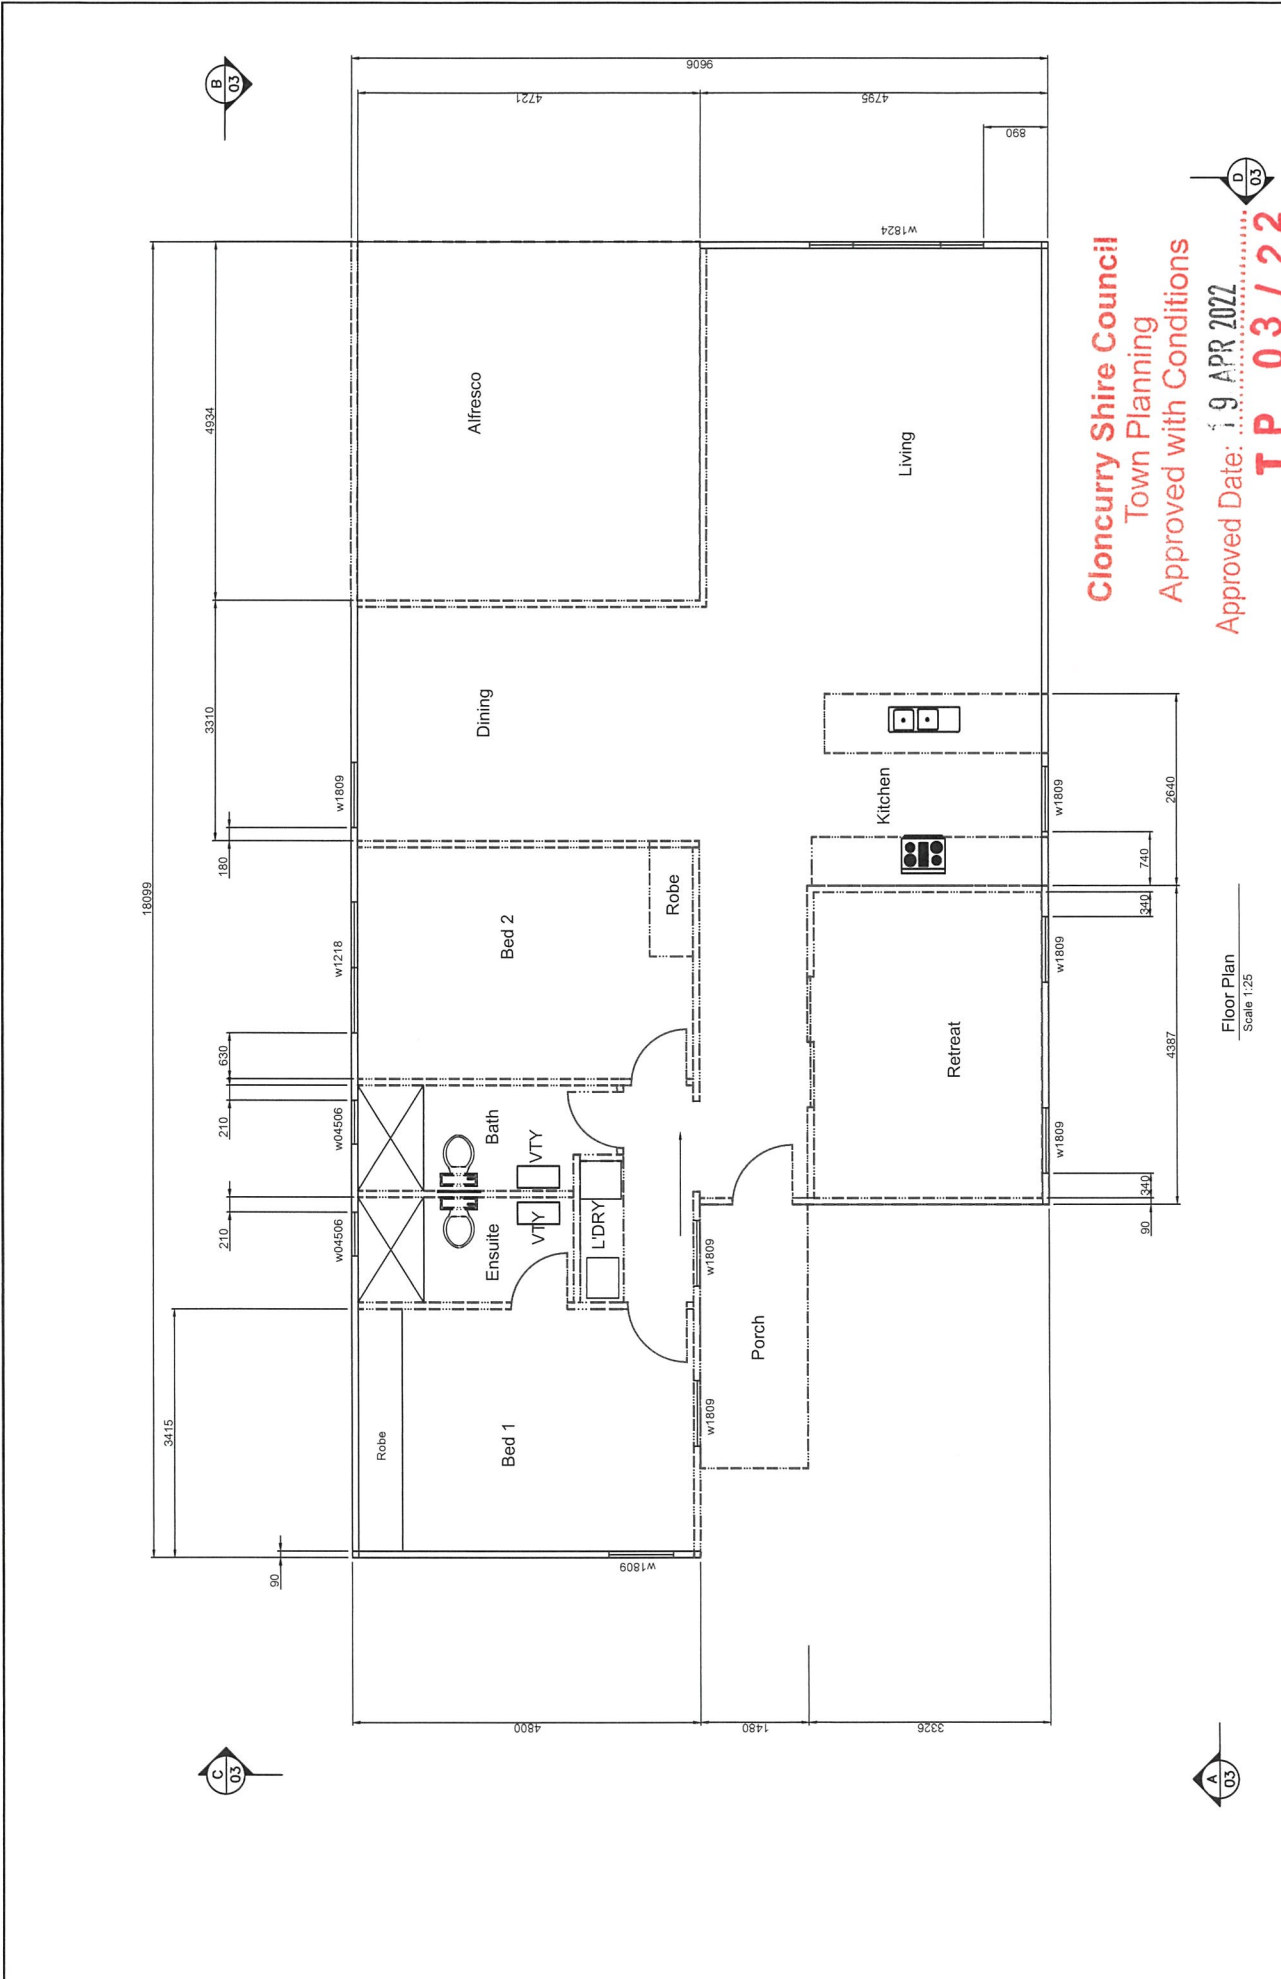 B
03
C
03
D
03
A
03
18099
3415
90
210
210
630
180
3310
4934
9606
4721
4795
890
w04506
w04506
w1218
w1809
Robe
Bed 1
Ensuite
VTY
Bath
VTY
L'DRY
Bed 2
Robe
Dining
Alfresco
w1809
w1809
w1809
Porch
Retreat
Kitchen
Living
w1824
w1809
w1809
w1809
90
340
340
740
4387
2640
4800
1480
3326
Floor Plan
Scale 1:25
Cloncurry Shire Council
Town Planning
Approved with Conditions
Approved Date: 19 APR 2022
TP 03/22